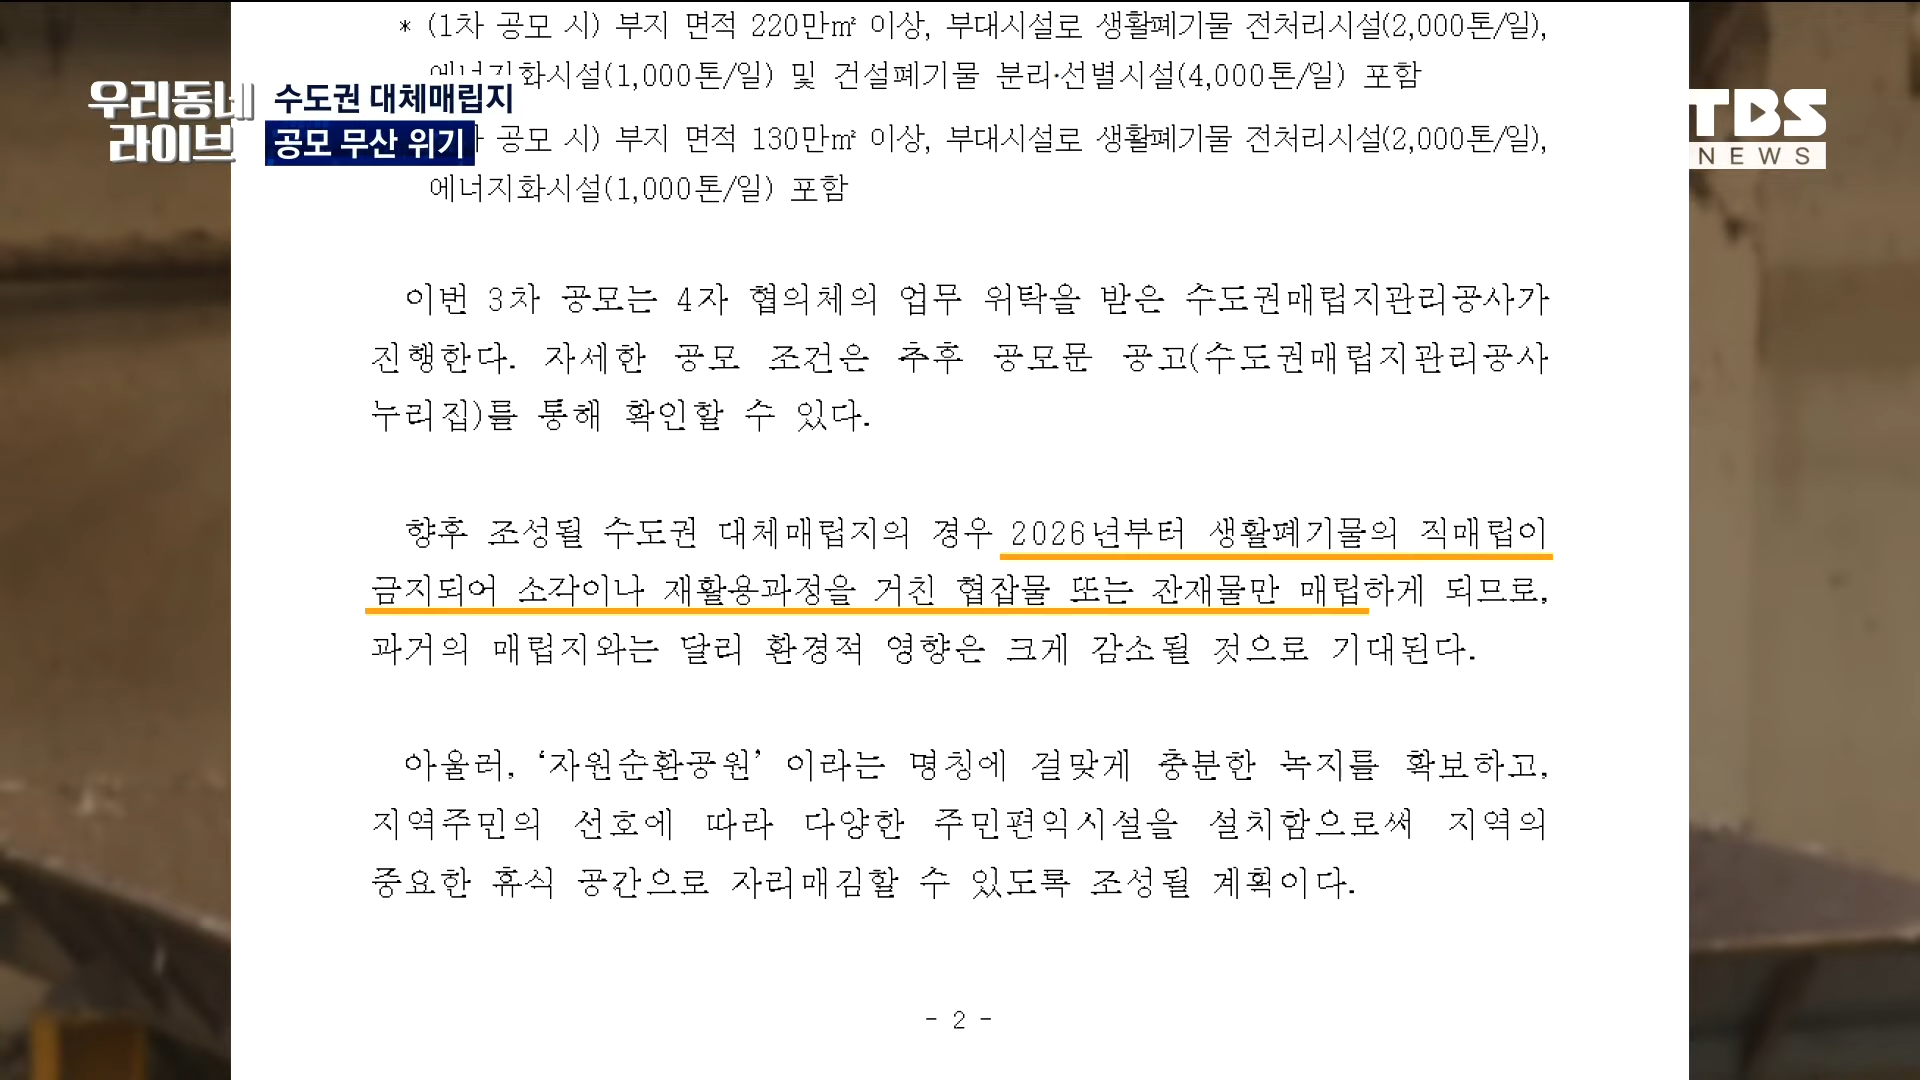 * (1차 공모 시) 부지 면적 220만㎡ 이상, 부대시설로 생활폐기물 전처리시설(2,000톤/일),
에너지화시설(1,000톤/일) 및 건설폐기물 분리·선별시설(4,000톤/일) 포함
우리동네
라이브
수도권 대체매립지
공모 무산 위기
TBS
NEWS
공모 시) 부지 면적 130만㎡ 이상, 부대시설로 생활폐기물 전처리시설(2,000톤/일),
에너지화시설(1,000톤/일) 포함
이번 3차 공모는 4자 협의체의 업무 위탁을 받은 수도권매립지관리공사가
진행한다. 자세한 공모 조건은 추후 공모문 공고(수도권매립지관리공사
누리집)를 통해 확인할 수 있다.
향후 조성될 수도권 대체매립지의 경우 2026년부터 생활폐기물의 직매립이
금지되어 소각이나 재활용과정을 거친 협잡물 또는 잔재물만 매립하게 되므로,
과거의 매립지와는 달리 환경적 영향은 크게 감소될 것으로 기대된다.
아울러, ‘자원순환공원’ 이라는 명칭에 걸맞게 충분한 녹지를 확보하고,
지역주민의 선호에 따라 다양한 주민편익시설을 설치함으로써 지역의
중요한 휴식 공간으로 자리매김할 수 있도록 조성될 계획이다.
- 2 -